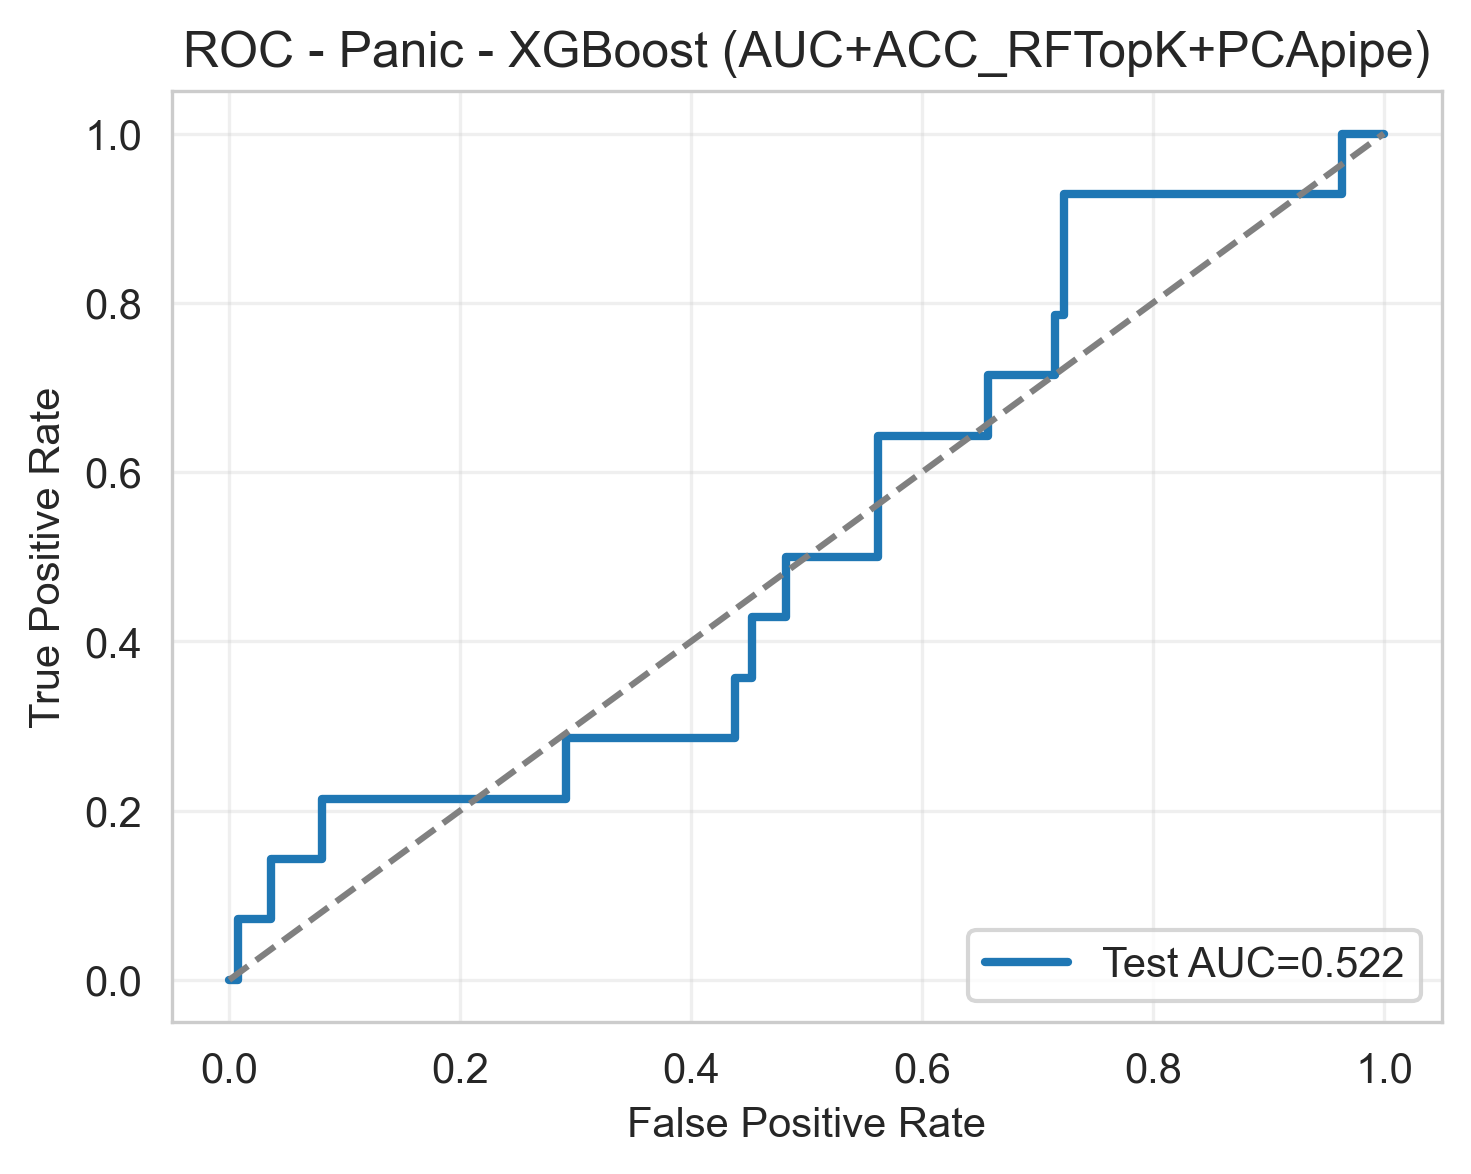 ROC - Panic - XGBoost (AUC+ACC_RFTopK+PCApipe)
True Positive Rate
1.0
0.8
0.6
0.4
0.2
0.0
Test AUC=0.522
0.0 0.2 0.4 0.6 0.8 1.0
False Positive Rate